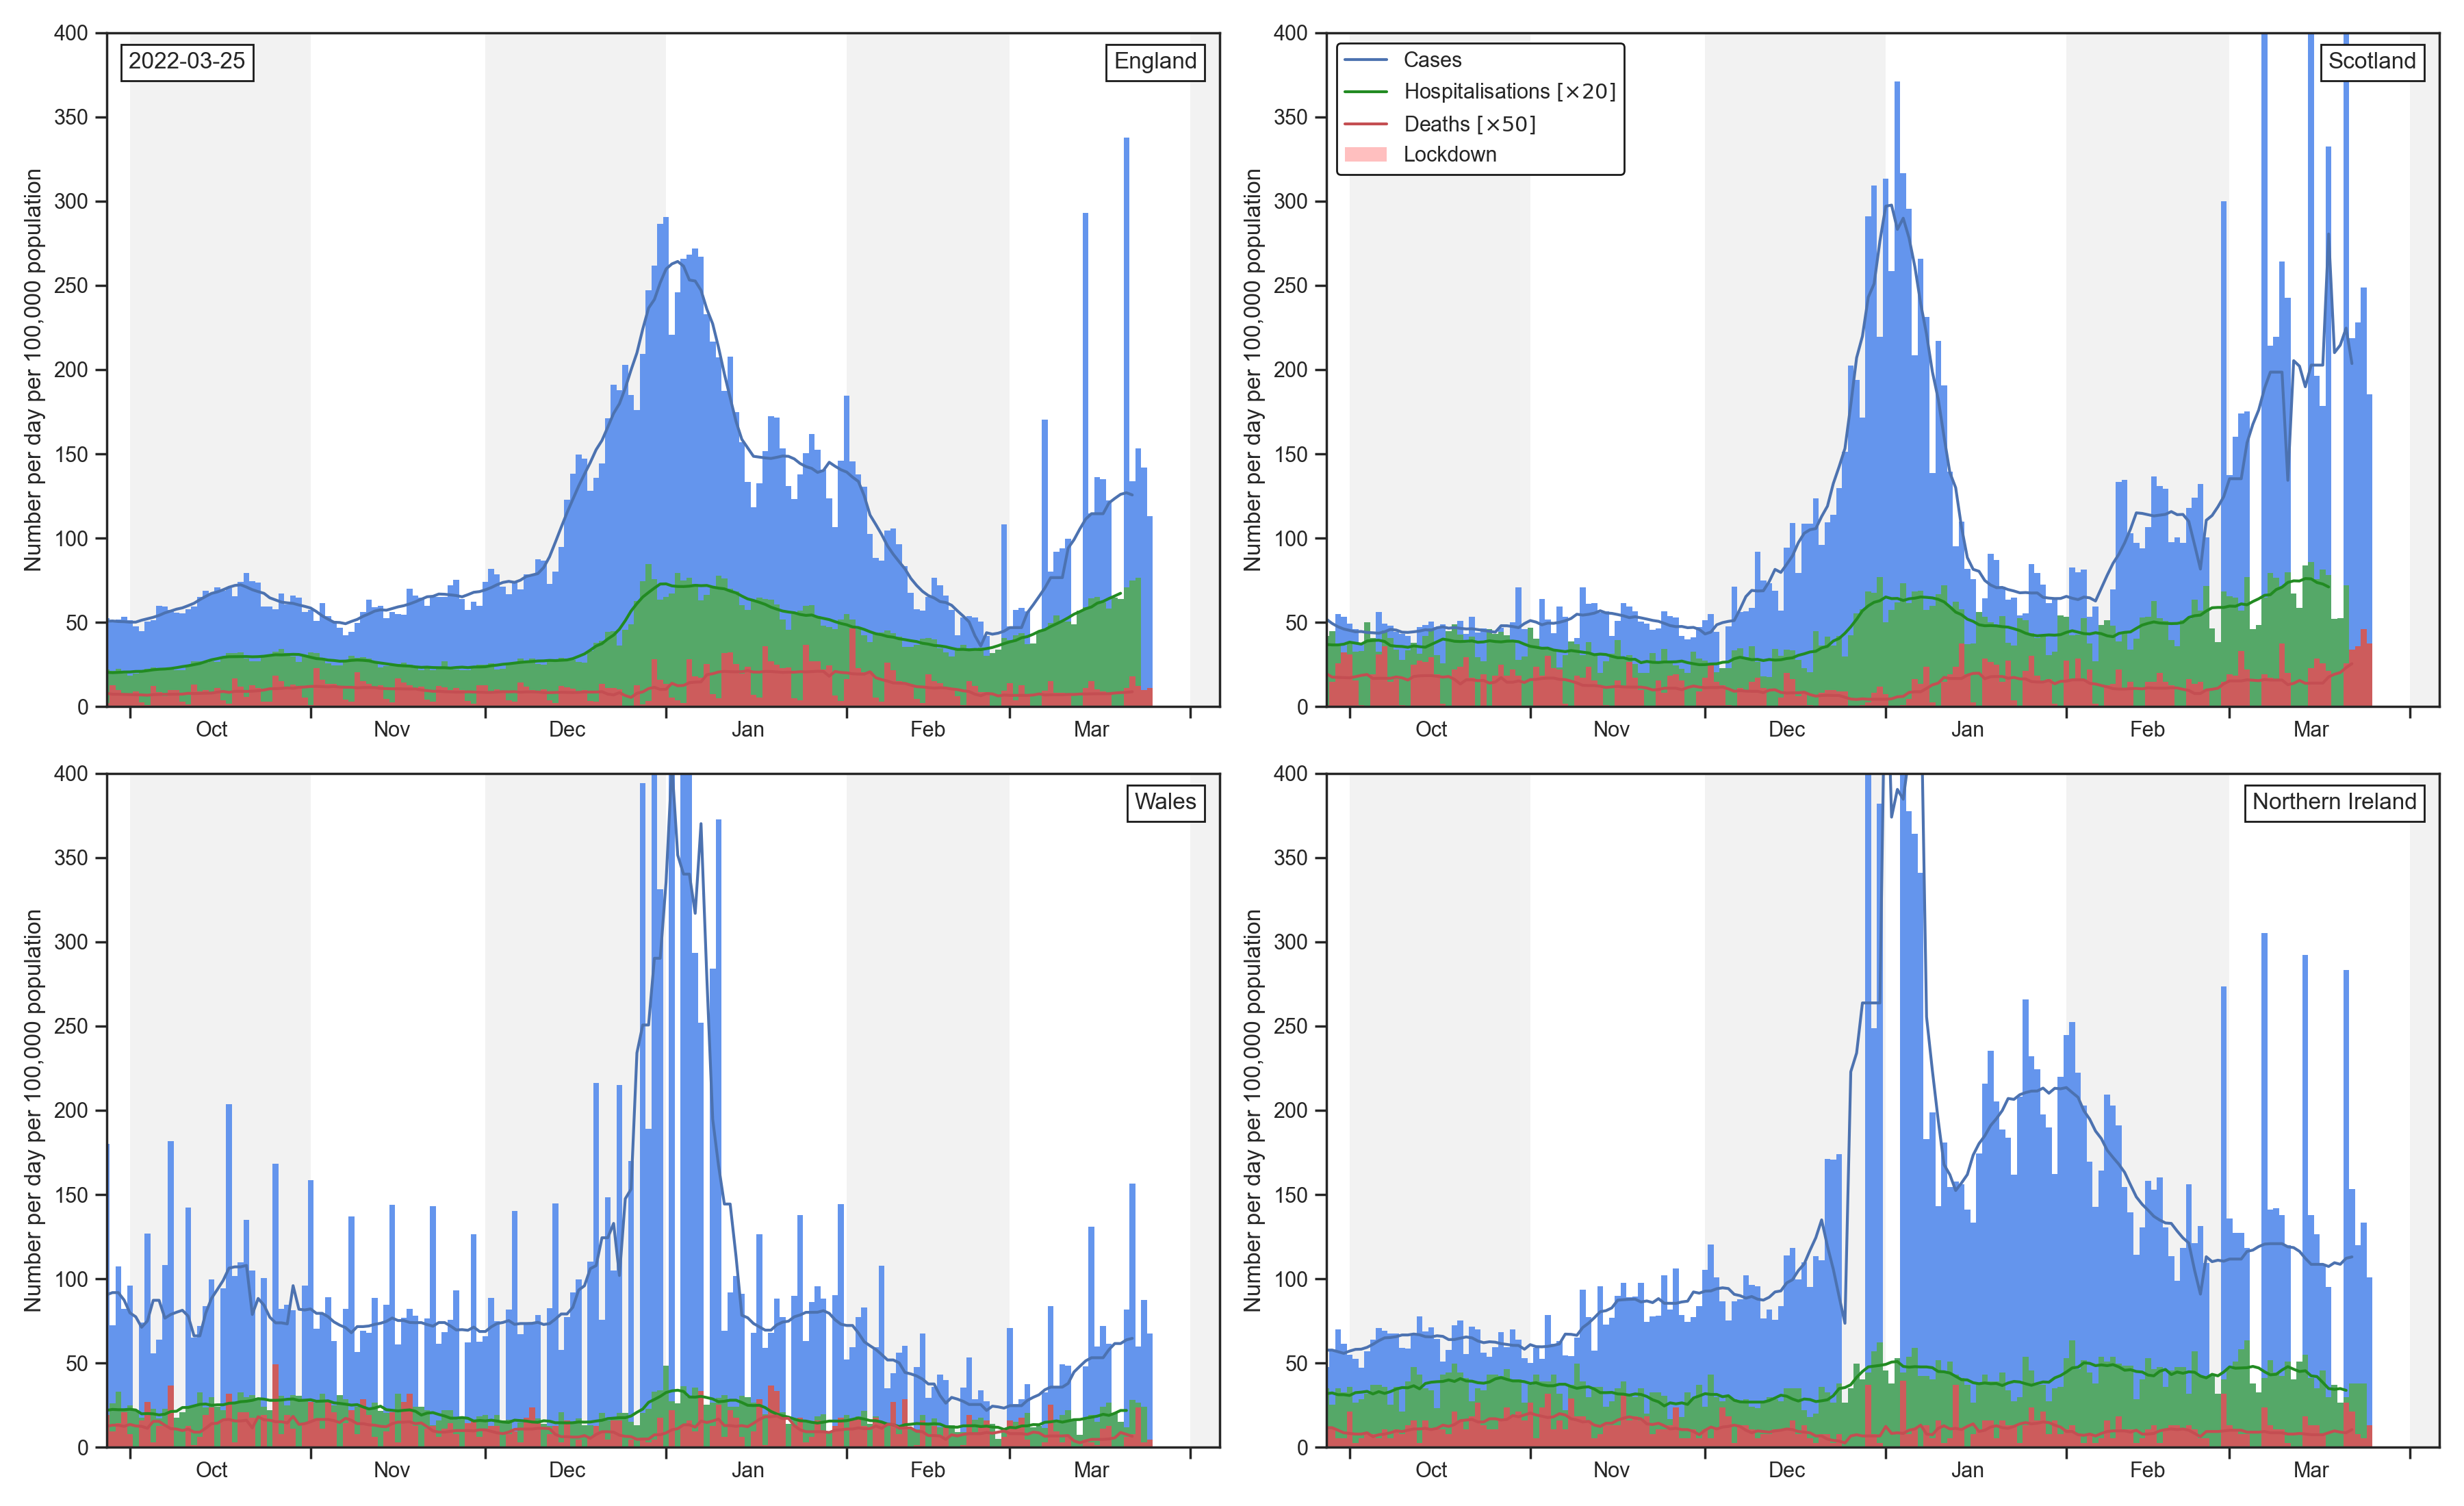 2022-03-25
England
Number per day per 100,000 population
400
350
300
250
200
150
100
50
0
Oct
Nov
Dec
Jan
Feb
Mar
Scotland
Cases
Hospitalisations [×20]
Deaths [×50]
Lockdown
Number per day per 100,000 population
400
350
300
250
200
150
100
50
0
Oct
Nov
Dec
Jan
Feb
Mar
Wales
Number per day per 100,000 population
400
350
300
250
200
150
100
50
0
Oct
Nov
Dec
Jan
Feb
Mar
Northern Ireland
Number per day per 100,000 population
400
350
300
250
200
150
100
50
0
Oct
Nov
Dec
Jan
Feb
Mar